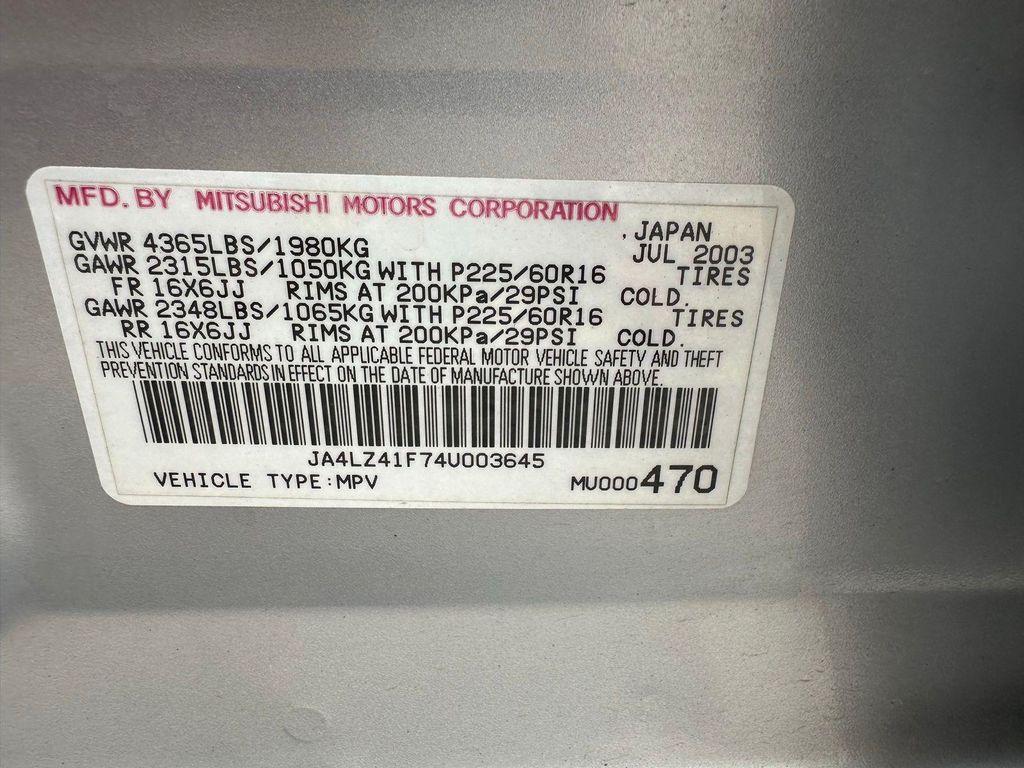 MFD. BY MITSUBISHI MOTORS CORPORATION
, JAPAN
GVWR 4365LBS/1980KG JUL 2003
GAWR 2315LBS/1050KG WITH P225/60R16 TIRES
FR 16X6JJ RIMS AT 200KPa/29PSI COLD.
GAWR 2348LBS/1065KG WITH P225/60R16 TIRES
RR 16X6JJ RIMS AT 200KPa/29PSI COLD.
THIS VEHICLE CONFORMS TO ALL APPLICABLE FEDERAL MOTOR VEHICLE SAFETY AND THEFT
PREVENTION STANDARDS IN EFFECT ON THE DATE OF MANUFACTURE SHOWN ABOVE.
JA4LZ41F74U003645
VEHICLE TYPE:MPV MU000470